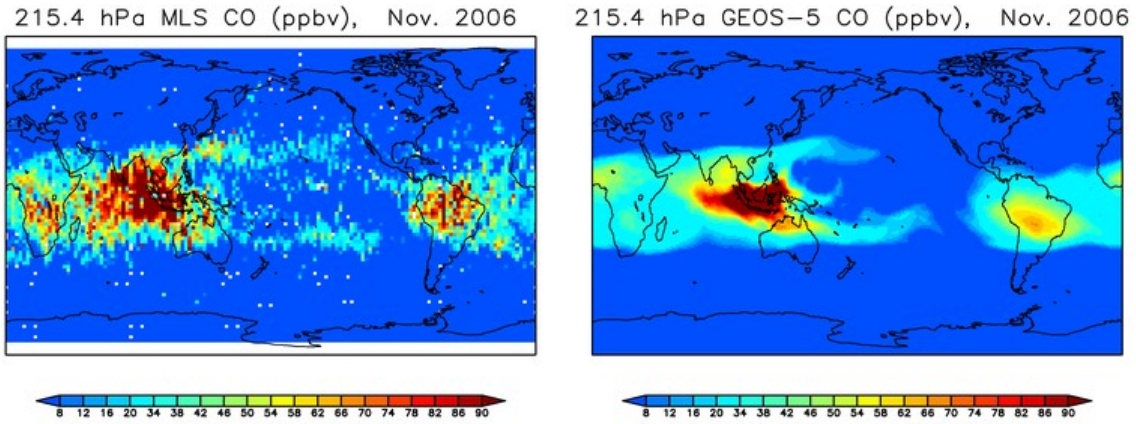 215.4 hPa MLS CO (ppbv), Nov. 2006
215.4 hPa GEOS-5 CO (ppbv), Nov. 2006
8 12 16 20 34 38 42 46 50 54 58 62 66 70 74 78 82 86 90
8 12 16 20 34 38 42 46 50 54 58 62 66 70 74 78 82 86 90